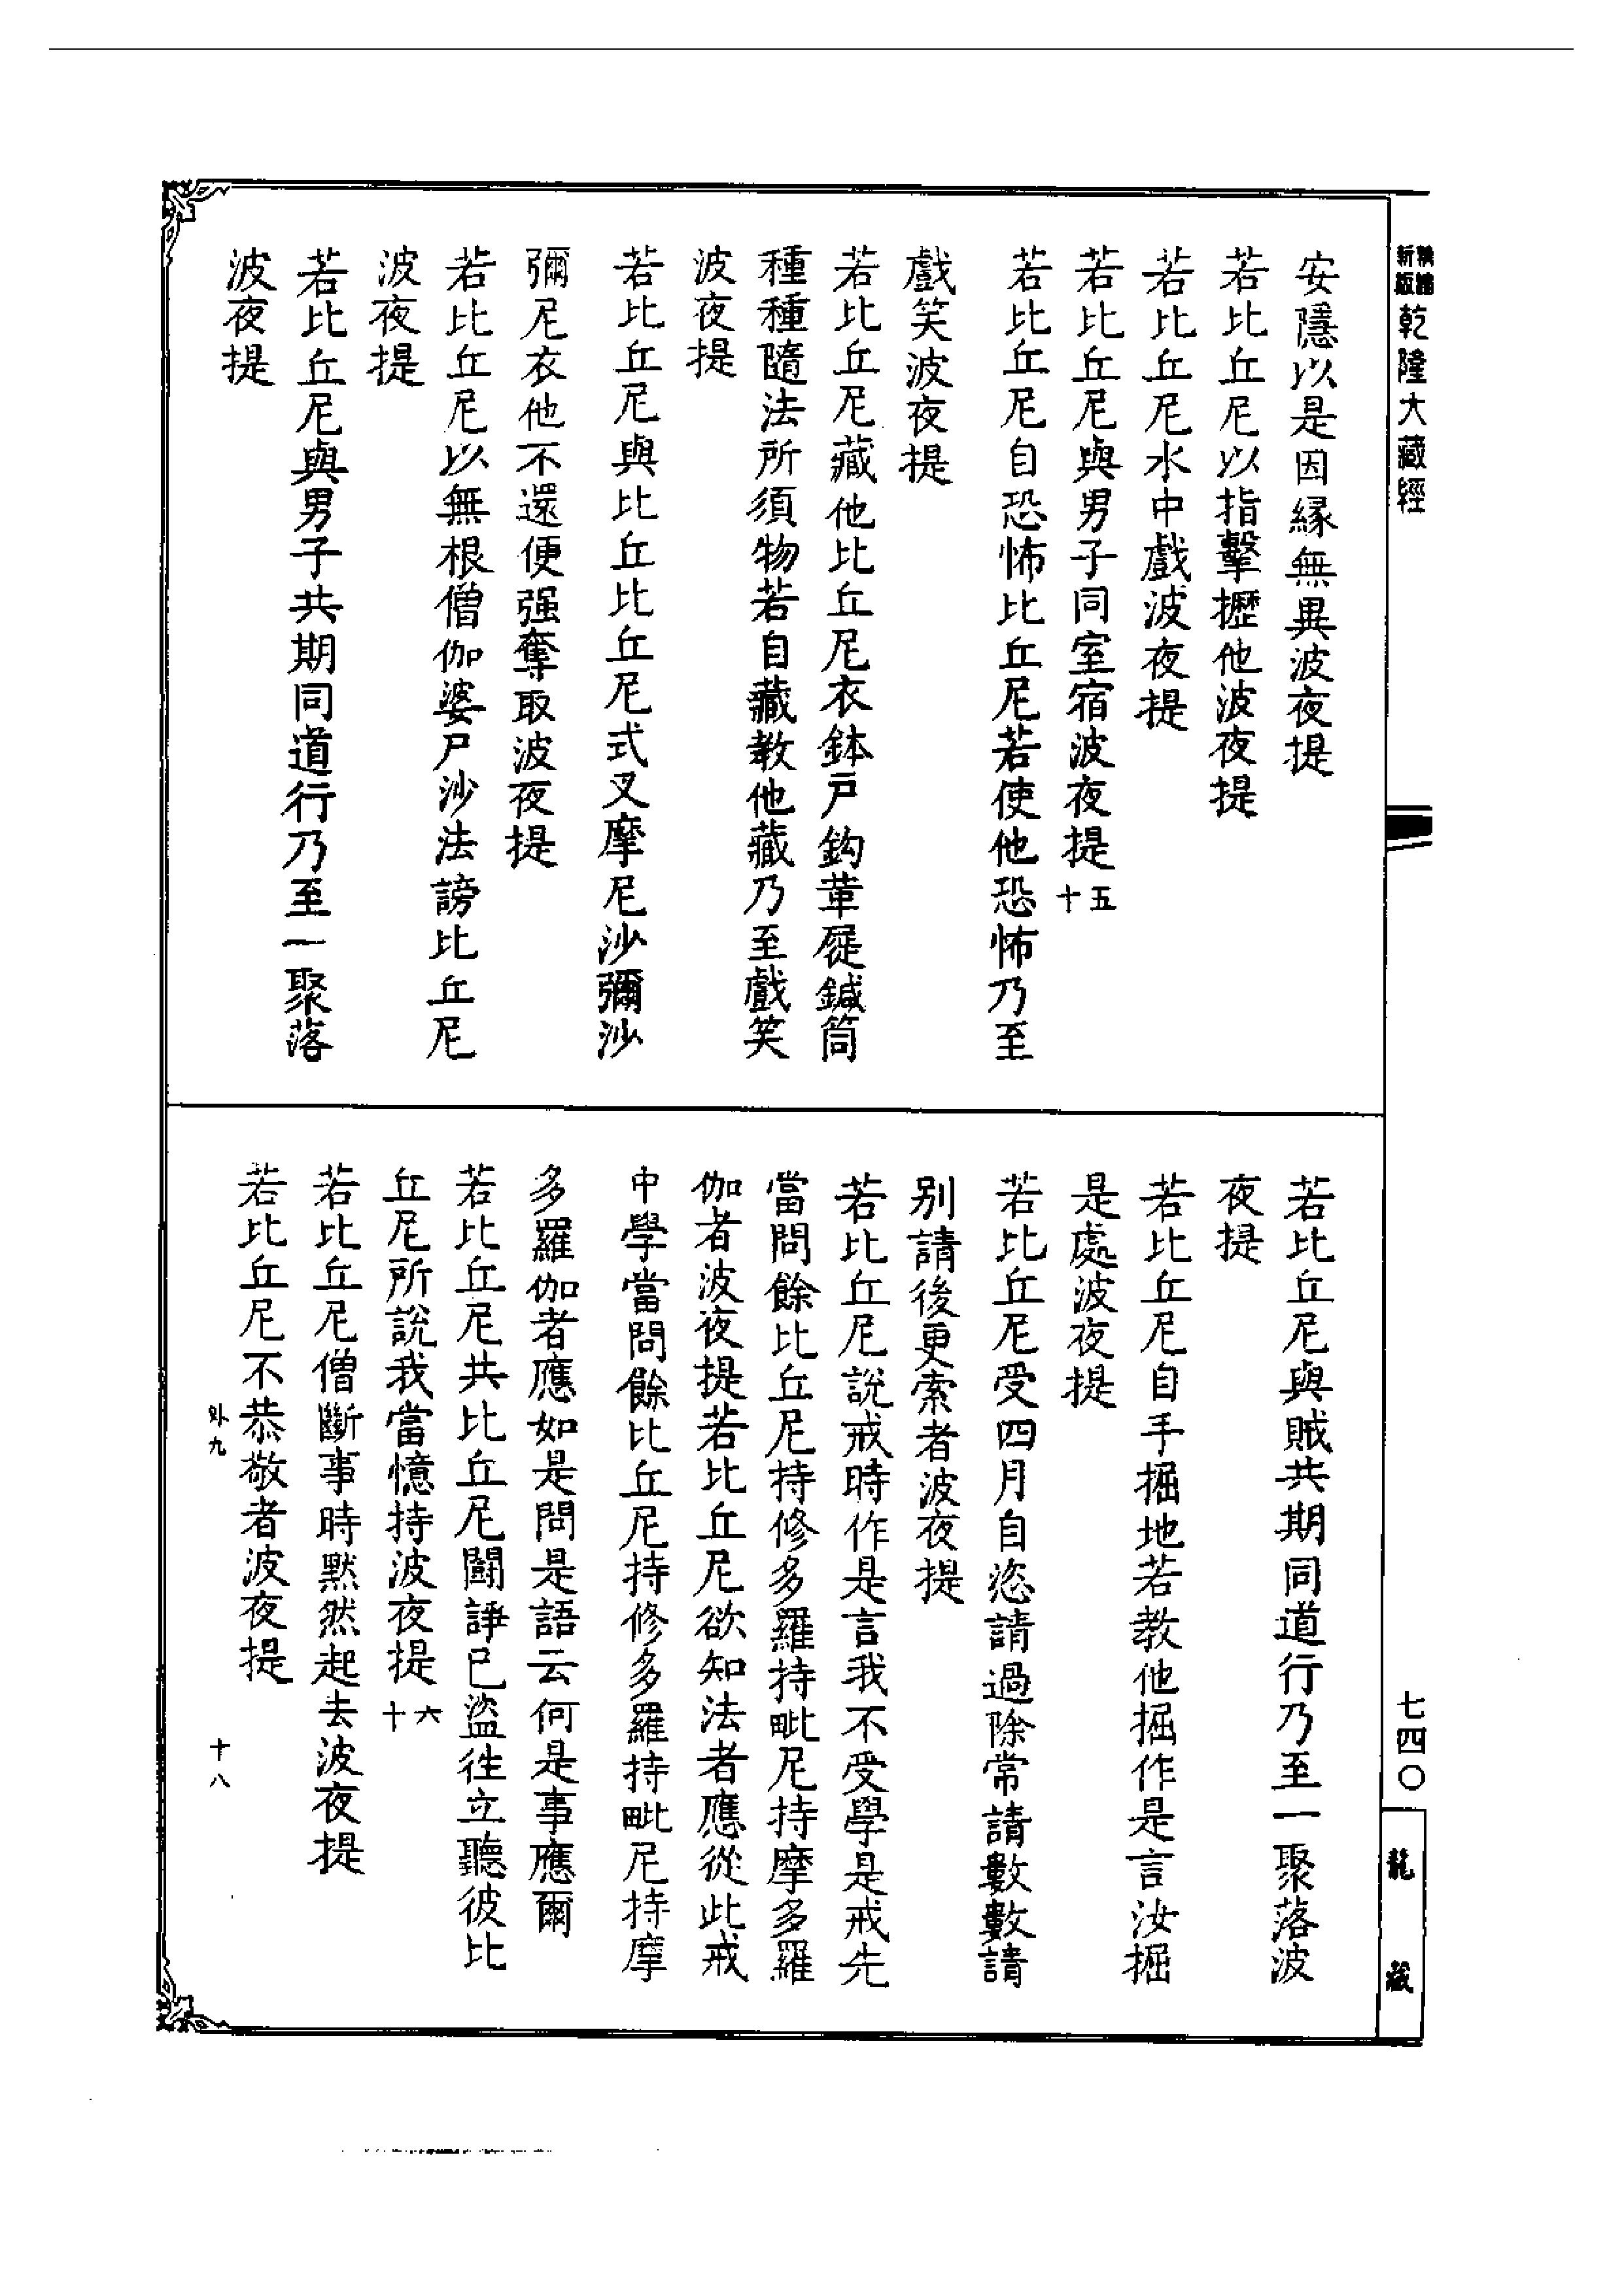 新版
乾隆大藏經
安隱以是因緣無異波夜提
若比丘尼以指擊攊他波夜提
若比丘尼水中戲波夜提
若比丘尼與男子同室宿波夜提五十
若比丘尼自恐怖比丘尼若使他恐怖乃至
戲笑波夜提
若比丘尼藏他比丘尼衣鉢戶鉤革屣鍼筒
種種隨法所須物若自藏教他藏乃至戲笑
波夜提
若比丘尼與比丘比丘尼式叉摩尼沙彌沙
彌尼衣他不還便强奪取波夜提
若比丘尼以無根僧伽婆尸沙法謗比丘尼
波夜提
若比丘尼與男子共期同道行乃至一聚落
波夜提
若比丘尼與賊共期同道行乃至一聚落波
夜提
若比丘尼自手掘地若教他掘作是言汝掘
是處波夜提
若比丘尼受四月自恣請過除常請數數請
别請後更索者波夜提
若比丘尼說戒時作是言我不受學是戒先
當問餘比丘尼持修多羅持毗尼持摩多羅
伽者波夜提若比丘尼欲知法者應從此戒
中學當問餘比丘尼持修多羅持毗尼持摩
多羅伽者應如是問是語云何是事應爾
若比丘尼共比丘尼鬪諍已盜徃立聽彼比
丘尼所說我當憶持波夜提六十
若比丘尼僧斷事時默然起去波夜提
若比丘尼不恭敬者波夜提
外九
十八
七四〇
龍藏